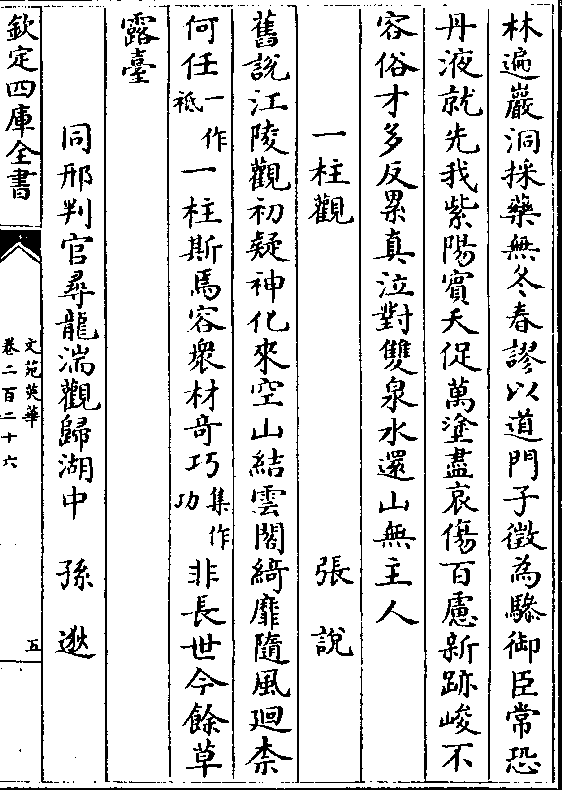 林遍巖洞採藥無冬春謬以道門子徵為驂御臣常恐
丹液就先我紫陽賓夭促萬塗盡哀傷百慮新跡峻不
容俗才多反累真泣對雙泉水還山無主人
一柱觀 張說
舊說江陵觀初疑神化來空山結雲閣綺靡隨風迴柰
何任一作祗一柱斯焉容衆材竒巧集作功非長世今餘草
露臺
同邢判官尋龍湍觀歸湖中 孫逖
欽定四庫全書
文苑英華
卷二百二十六
五